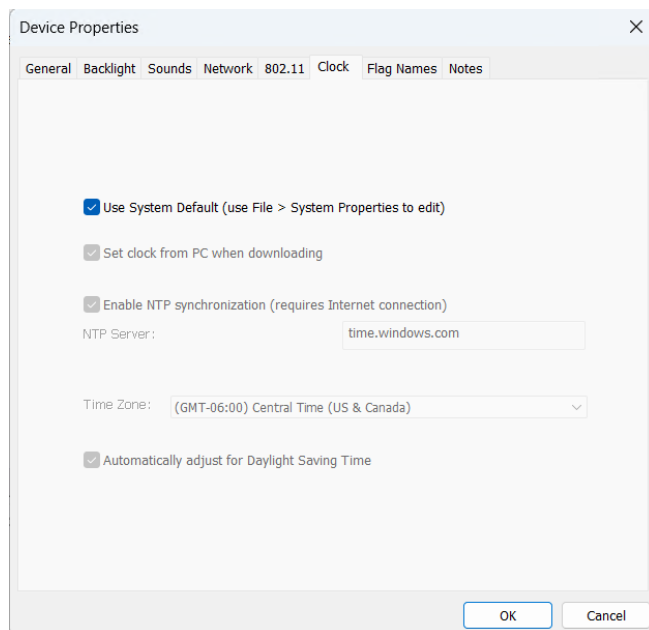 Device Properties
General Backlight Sounds Network 802.11 Clock Flag Names Notes
Use System Default (use File > System Properties to edit)
Set clock from PC when downloading
Enable NTP synchronization (requires Internet connection)
NTP Server: time.windows.com
Time Zone: (GMT-06:00) Central Time (US & Canada)
Automatically adjust for Daylight Saving Time
OK Cancel